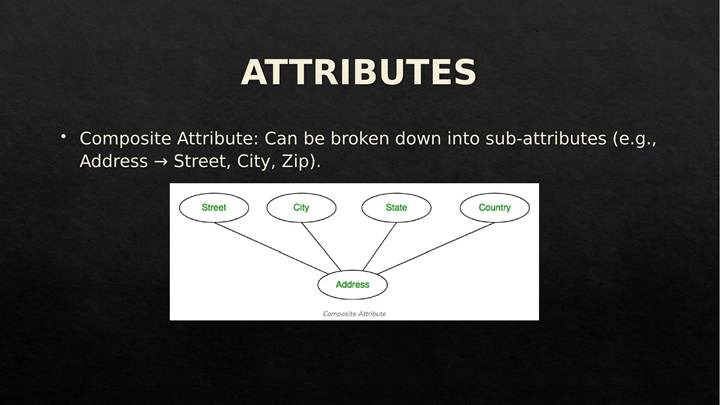 ATTRIBUTES
• Composite Attribute: Can be broken down into sub-attributes (e.g.,
Address → Street, City, Zip).
Street City State Country
Address
Composite Attribute